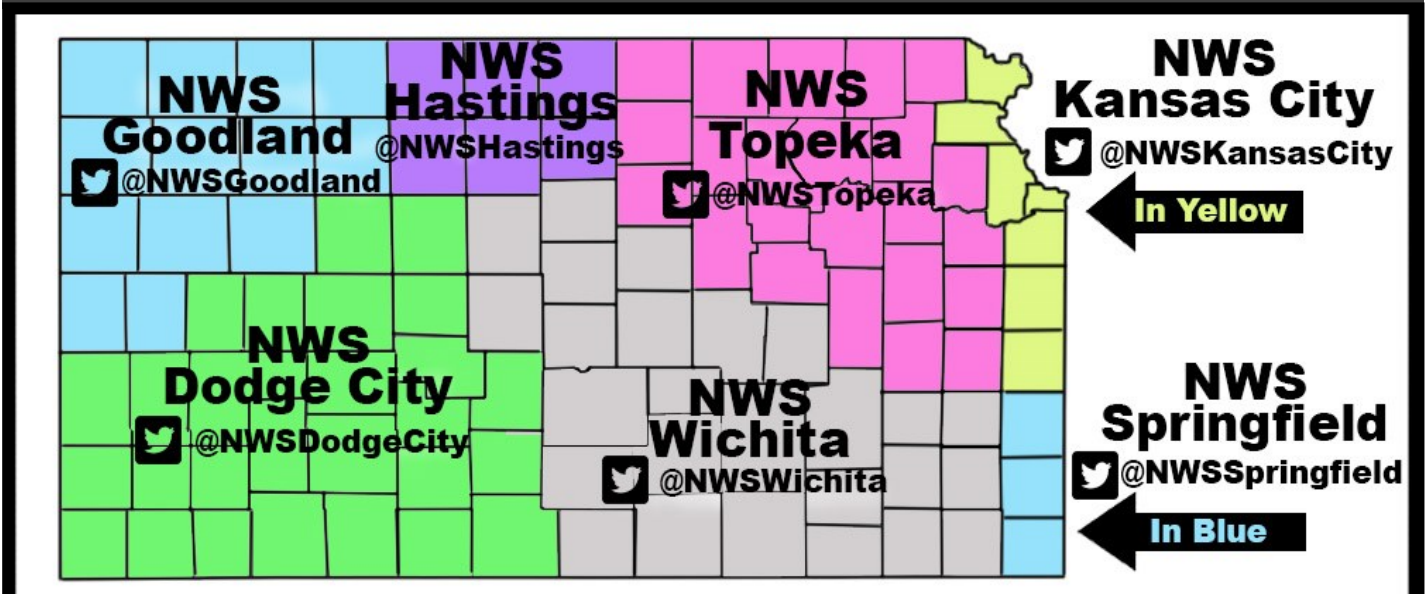 NWS
Goodland
@NWSGoodland
NWS
Hastings
@NWSHastings
NWS
Topeka
@NWSTopeka
NWS
Kansas City
@NWSKansasCity
In Yellow
NWS
Dodge City
@NWSDodgeCity
NWS
Wichita
@NWSWichita
NWS
Springfield
@NWSSpringfield
In Blue